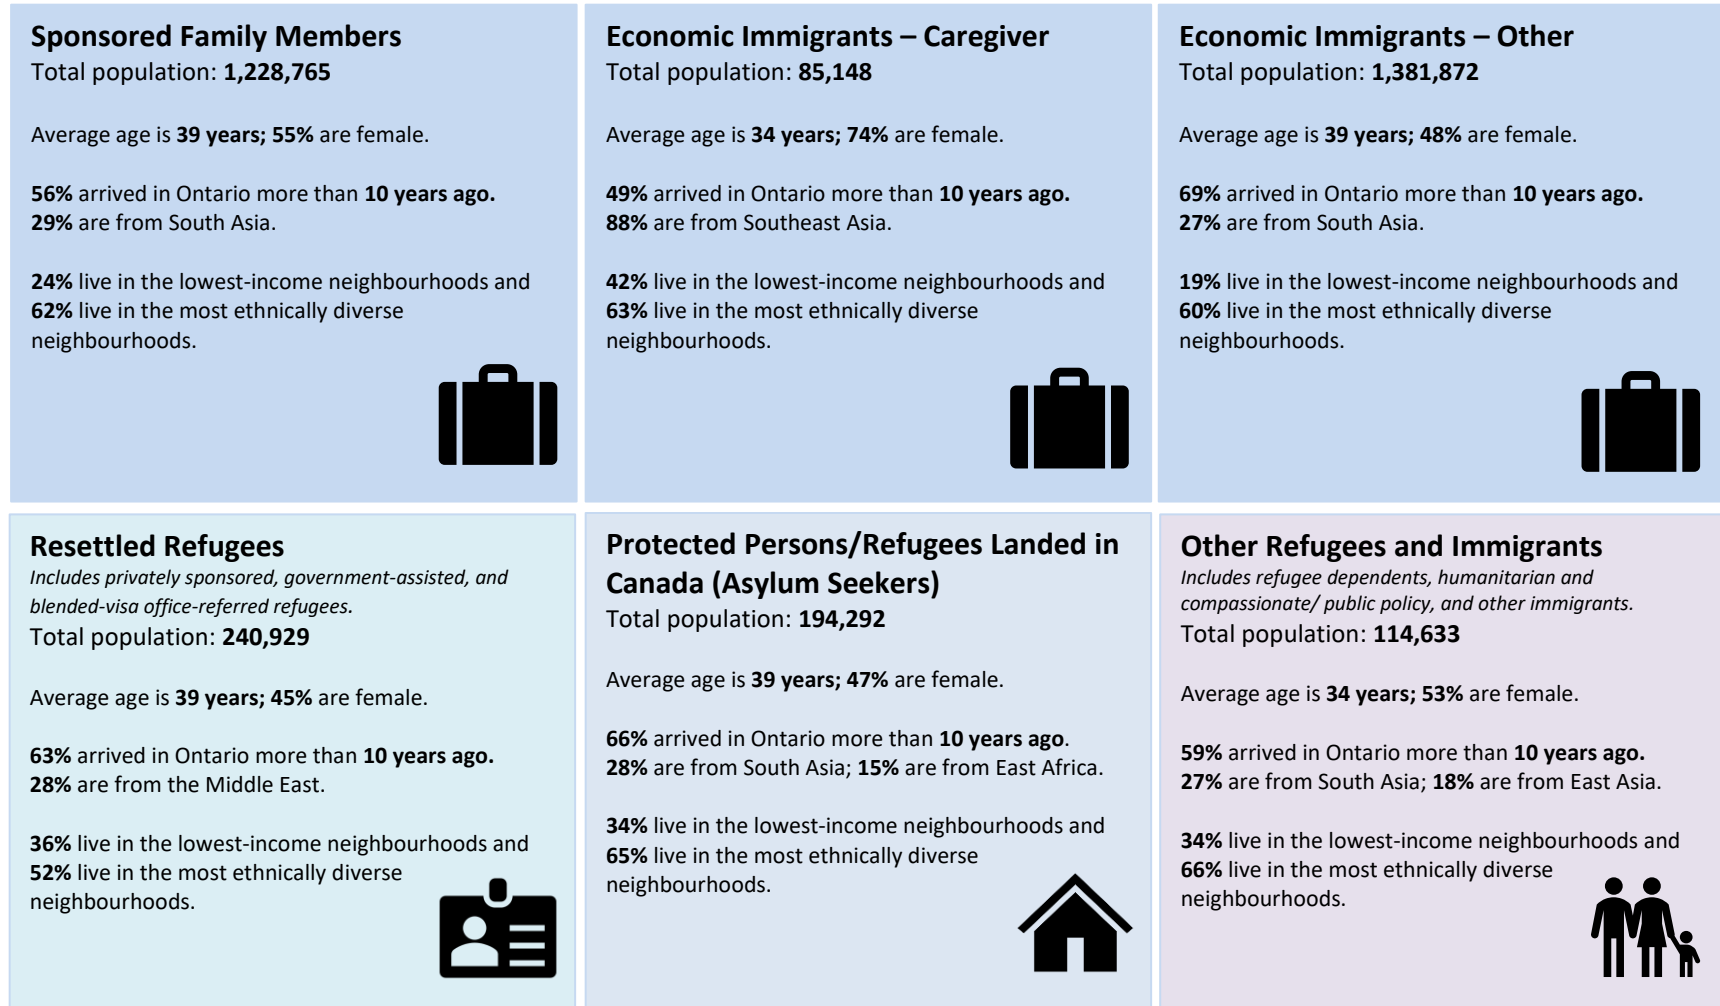 Sponsored Family Members
Total population: 1,228,765
Average age is 39 years; 55% are female.
56% arrived in Ontario more than 10 years ago.
29% are from South Asia.
24% live in the lowest-income neighbourhoods and
62% live in the most ethnically diverse
neighbourhoods.
Economic Immigrants – Caregiver
Total population: 85,148
Average age is 34 years; 74% are female.
49% arrived in Ontario more than 10 years ago.
88% are from Southeast Asia.
42% live in the lowest-income neighbourhoods and
63% live in the most ethnically diverse
neighbourhoods.
Economic Immigrants – Other
Total population: 1,381,872
Average age is 39 years; 48% are female.
69% arrived in Ontario more than 10 years ago.
27% are from South Asia.
19% live in the lowest-income neighbourhoods and
60% live in the most ethnically diverse
neighbourhoods.
Resettled Refugees
Includes privately sponsored, government-assisted, and
blended-visa office-referred refugees.
Total population: 240,929
Average age is 39 years; 45% are female.
63% arrived in Ontario more than 10 years ago.
28% are from the Middle East.
36% live in the lowest-income neighbourhoods and
52% live in the most ethnically diverse
neighbourhoods.
Protected Persons/Refugees Landed in
Canada (Asylum Seekers)
Total population: 194,292
Average age is 39 years; 47% are female.
66% arrived in Ontario more than 10 years ago.
28% are from South Asia; 15% are from East Africa.
34% live in the lowest-income neighbourhoods and
65% live in the most ethnically diverse
neighbourhoods.
Other Refugees and Immigrants
Includes refugee dependents, humanitarian and
compassionate/ public policy, and other immigrants.
Total population: 114,633
Average age is 34 years; 53% are female.
59% arrived in Ontario more than 10 years ago.
27% are from South Asia; 18% are from East Asia.
34% live in the lowest-income neighbourhoods and
66% live in the most ethnically diverse
neighbourhoods.